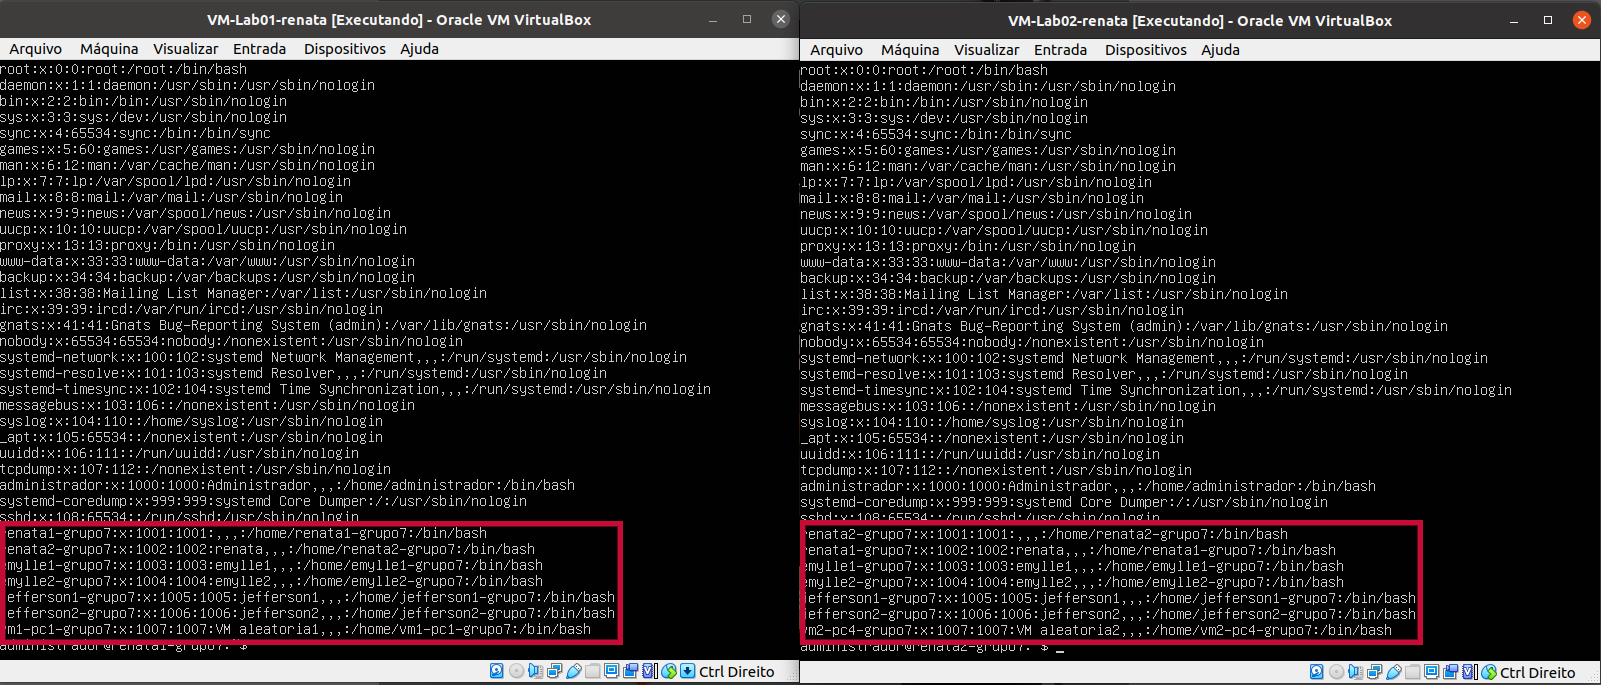 VM-Lab01-renata [Executando] - Oracle VM VirtualBox
Arquivo Máquina Visualizar Entrada Dispositivos Ajuda
root:x:0:0:root:/root:/bin/bash
daemon:x:1:1:daemon:/usr/sbin:/usr/sbin/nologin
bin:x:2:2:bin:/bin:/usr/sbin/nologin
sys:x:3:3:sys:/dev:/usr/sbin/nologin
sync:x:4:65534:sync:/bin:/bin/sync
games:x:5:60:games:/usr/games:/usr/sbin/nologin
man:x:6:12:man:/var/cache/man:/usr/sbin/nologin
lp:x:7:7:lp:/var/spool/lpd:/usr/sbin/nologin
mail:x:8:8:mail:/var/mail:/usr/sbin/nologin
news:x:9:9:news:/var/spool/news:/usr/sbin/nologin
uucp:x:10:10:uucp:/var/spool/uucp:/usr/sbin/nologin
proxy:x:13:13:proxy:/bin:/usr/sbin/nologin
www-data:x:33:33:www-data:/var/www:/usr/sbin/nologin
backup:x:34:34:backup:/var/backups:/usr/sbin/nologin
list:x:38:38:Mailing List Manager:/var/list:/usr/sbin/nologin
irc:x:39:39:ircd:/var/run/ircd:/usr/sbin/nologin
gnats:x:41:41:Gnats Bug-Reporting System (admin):/var/lib/gnats:/usr/sbin/nologin
nobody:x:65534:65534:nobody:/nonexistent:/usr/sbin/nologin
systemd-network:x:100:102:systemd Network Management,,,:/run/systemd:/usr/sbin/nologin
systemd-resolve:x:101:103:systemd Resolver,,,:/run/systemd:/usr/sbin/nologin
systemd-timesync:x:102:104:systemd Time Synchronization,,,:/run/systemd:/usr/sbin/nologin
messagebus:x:103:106::/nonexistent:/usr/sbin/nologin
syslog:x:104:110::/home/syslog:/usr/sbin/nologin
_apt:x:105:65534::/nonexistent:/usr/sbin/nologin
uuidd:x:106:111::/run/uuidd:/usr/sbin/nologin
tcpdump:x:107:112::/nonexistent:/usr/sbin/nologin
administrador:x:1000:1000:Administrador,,,:/home/administrador:/bin/bash
systemd-coredump:x:999:999:systemd Core Dumper:/:/usr/sbin/nologin
sshd:x:108:65534::/run/sshd:/usr/sbin/nologin
renata1-grupo7:x:1001:1001:,,,:/home/renata1-grupo7:/bin/bash
renata2-grupo7:x:1002:1002:renata,,,:/home/renata2-grupo7:/bin/bash
emylle1-grupo7:x:1003:1003:emylle1,,,:/home/emylle1-grupo7:/bin/bash
emylle2-grupo7:x:1004:1004:emylle2,,,:/home/emylle2-grupo7:/bin/bash
jefferson1-grupo7:x:1005:1005:jefferson1,,,:/home/jefferson1-grupo7:/bin/bash
jefferson2-grupo7:x:1006:1006:jefferson2,,,:/home/jefferson2-grupo7:/bin/bash
vm1-pc1-grupo7:x:1007:1007:VM aleatoria1,,,:/home/vm1-pc1-grupo7:/bin/bash
administrador@renata1-grupo7:~$
Ctrl Direito
VM-Lab02-renata [Executando] - Oracle VM VirtualBox
Arquivo Máquina Visualizar Entrada Dispositivos Ajuda
root:x:0:0:root:/root:/bin/bash
daemon:x:1:1:daemon:/usr/sbin:/usr/sbin/nologin
bin:x:2:2:bin:/bin:/usr/sbin/nologin
sys:x:3:3:sys:/dev:/usr/sbin/nologin
sync:x:4:65534:sync:/bin:/bin/sync
games:x:5:60:games:/usr/games:/usr/sbin/nologin
man:x:6:12:man:/var/cache/man:/usr/sbin/nologin
lp:x:7:7:lp:/var/spool/lpd:/usr/sbin/nologin
mail:x:8:8:mail:/var/mail:/usr/sbin/nologin
news:x:9:9:news:/var/spool/news:/usr/sbin/nologin
uucp:x:10:10:uucp:/var/spool/uucp:/usr/sbin/nologin
proxy:x:13:13:proxy:/bin:/usr/sbin/nologin
www-data:x:33:33:www-data:/var/www:/usr/sbin/nologin
backup:x:34:34:backup:/var/backups:/usr/sbin/nologin
list:x:38:38:Mailing List Manager:/var/list:/usr/sbin/nologin
irc:x:39:39:ircd:/var/run/ircd:/usr/sbin/nologin
gnats:x:41:41:Gnats Bug-Reporting System (admin):/var/lib/gnats:/usr/sbin/nologin
nobody:x:65534:65534:nobody:/nonexistent:/usr/sbin/nologin
systemd-network:x:100:102:systemd Network Management,,,:/run/systemd:/usr/sbin/nologin
systemd-resolve:x:101:103:systemd Resolver,,,:/run/systemd:/usr/sbin/nologin
systemd-timesync:x:102:104:systemd Time Synchronization,,,:/run/systemd:/usr/sbin/nologin
messagebus:x:103:106::/nonexistent:/usr/sbin/nologin
syslog:x:104:110::/home/syslog:/usr/sbin/nologin
_apt:x:105:65534::/nonexistent:/usr/sbin/nologin
uuidd:x:106:111::/run/uuidd:/usr/sbin/nologin
tcpdump:x:107:112::/nonexistent:/usr/sbin/nologin
administrador:x:1000:1000:Administrador,,,:/home/administrador:/bin/bash
systemd-coredump:x:999:999:systemd Core Dumper:/:/usr/sbin/nologin
sshd:x:108:65534::/run/sshd:/usr/sbin/nologin
renata2-grupo7:x:1001:1001:,,,:/home/renata2-grupo7:/bin/bash
renata1-grupo7:x:1002:1002:renata,,,:/home/renata1-grupo7:/bin/bash
emylle1-grupo7:x:1003:1003:emylle1,,,:/home/emylle1-grupo7:/bin/bash
emylle2-grupo7:x:1004:1004:emylle2,,,:/home/emylle2-grupo7:/bin/bash
jefferson1-grupo7:x:1005:1005:jefferson1,,,:/home/jefferson1-grupo7:/bin/bash
jefferson2-grupo7:x:1006:1006:jefferson2,,,:/home/jefferson2-grupo7:/bin/bash
vm2-pc4-grupo7:x:1007:1007:VM aleatoria2,,,:/home/vm2-pc4-grupo7:/bin/bash
administrador@renata2-grupo7:~$ _
Ctrl Direito